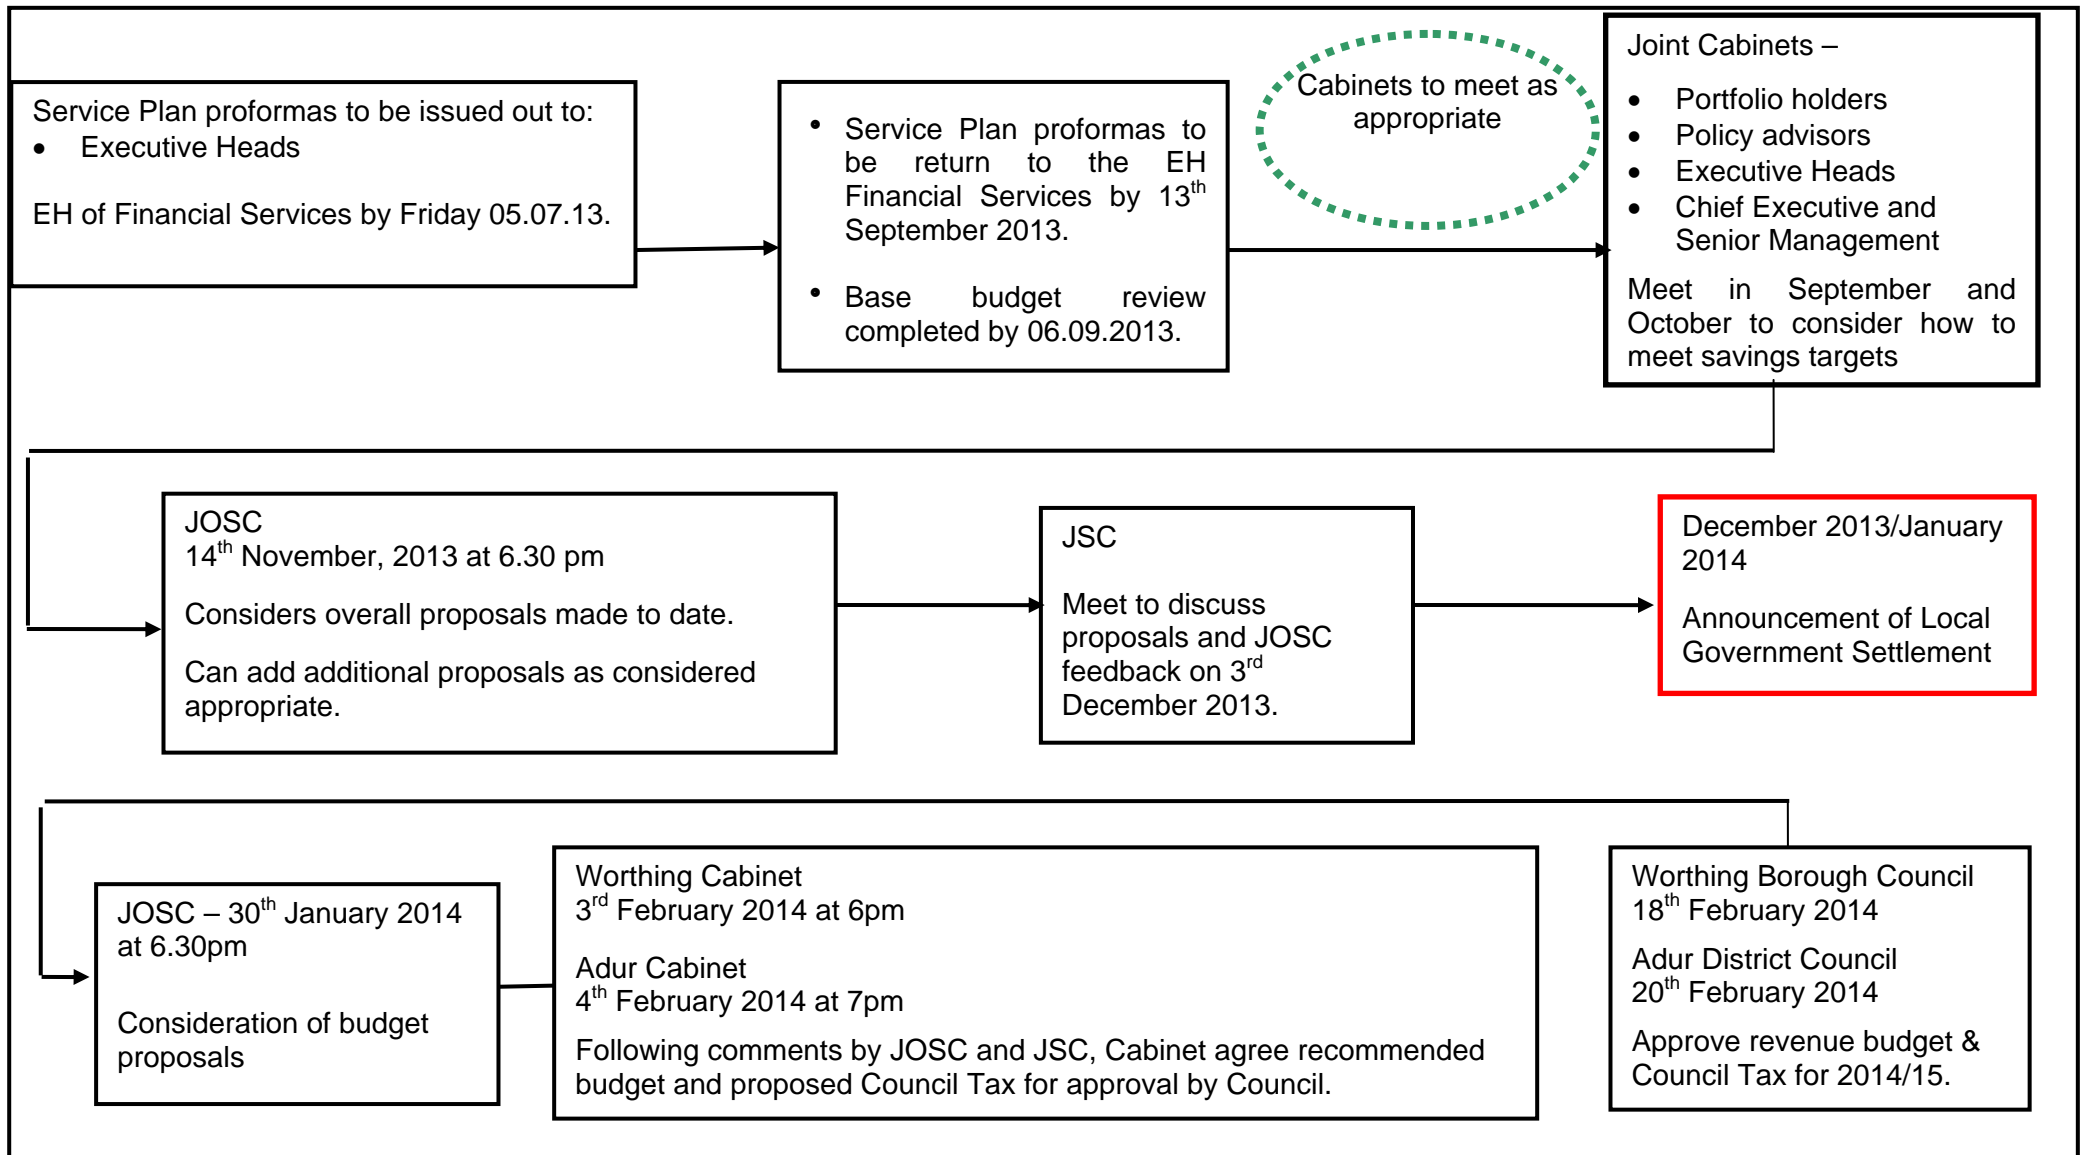 Service Plan proformas to be issued out to:
• Executive Heads
EH of Financial Services by Friday 05.07.13.
• Service Plan proformas to
be return to the EH
Financial Services by 13th
September 2013.
• Base budget review
completed by 06.09.2013.
Cabinets to meet as
appropriate
Joint Cabinets –
• Portfolio holders
• Policy advisors
• Executive Heads
• Chief Executive and
Senior Management
Meet in September and
October to consider how to
meet savings targets
JOSC
14th November, 2013 at 6.30 pm
Considers overall proposals made to date.
Can add additional proposals as considered
appropriate.
JSC
Meet to discuss
proposals and JOSC
feedback on 3rd
December 2013.
December 2013/January
2014
Announcement of Local
Government Settlement
JOSC – 30th January 2014
at 6.30pm
Consideration of budget
proposals
Worthing Cabinet
3rd February 2014 at 6pm
Adur Cabinet
4th February 2014 at 7pm
Following comments by JOSC and JSC, Cabinet agree recommended
budget and proposed Council Tax for approval by Council.
Worthing Borough Council
18th February 2014
Adur District Council
20th February 2014
Approve revenue budget &
Council Tax for 2014/15.